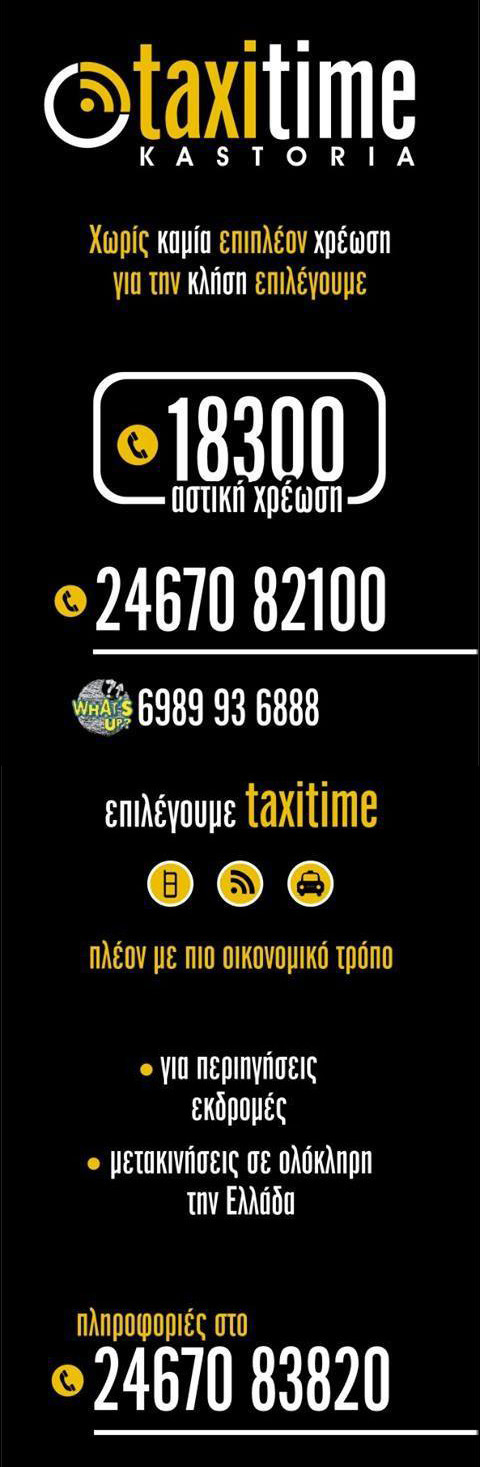 taxitime
KASTORIA
Χωρίς καμία επιπλέον χρέωση
για την κλήση επιλέγουμε
18300
αστική χρέωση
24670 82100
WHAT'S
UP?
6989 93 6888
επιλέγουμε taxitime
πλέον με πιο οικονομικό τρόπο
• για περιηγήσεις
εκδρομές
• μετακινήσεις σε ολόκληρη
την Ελλάδα
πληροφοριές στο
24670 83820